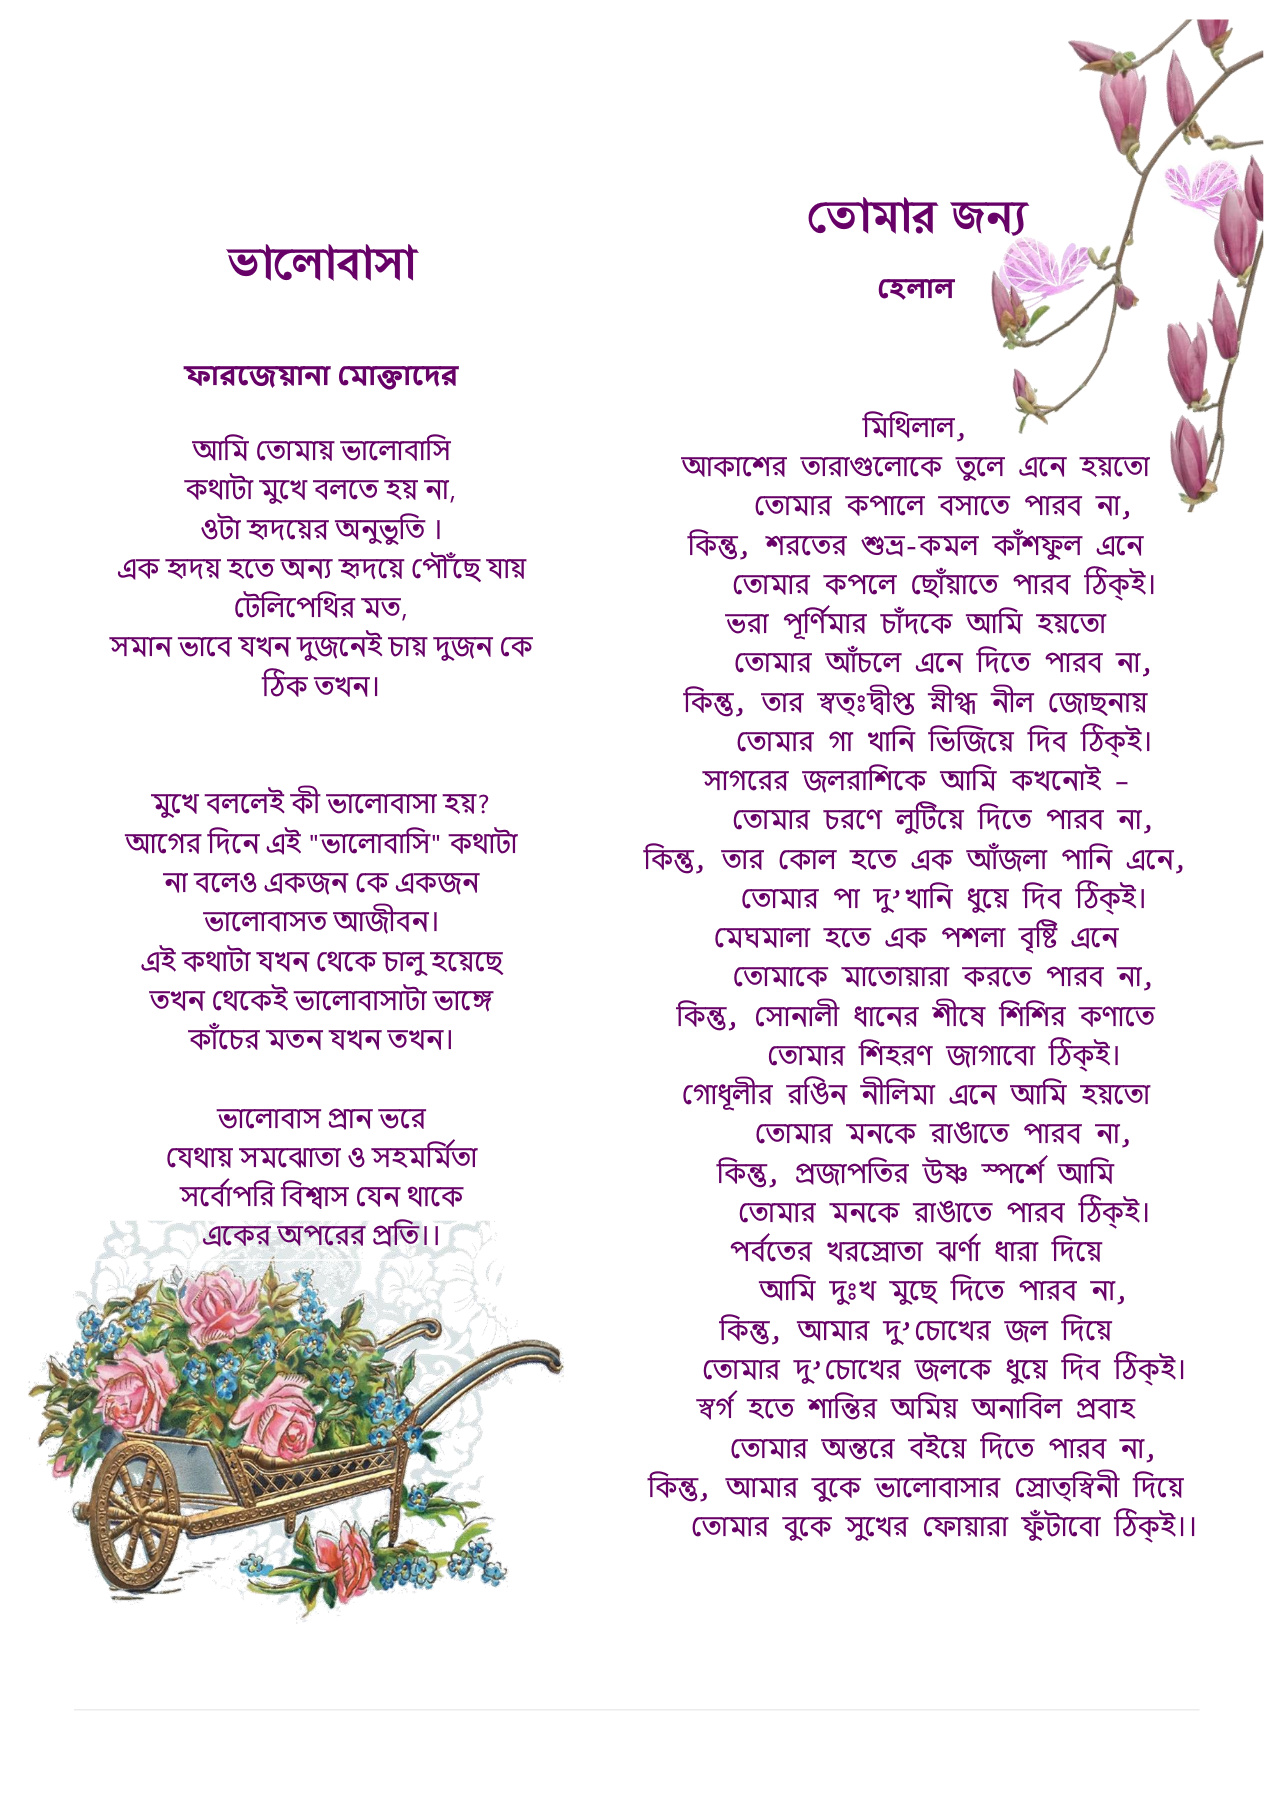 ভালোবাসা
ফারজেয়ানা মোক্তাদের
আমি তোমায় ভালোবাসি
কথাটা মুখে বলতে হয় না,
ওটা হৃদয়ের অনুভুতি ।
এক হৃদয় হতে অন্য হৃদয়ে পৌঁছে যায়
টেলিপেথির মত,
সমান ভাবে যখন দুজনেই চায় দুজন কে
ঠিক তখন।
মুখে বললেই কী ভালোবাসা হয়?
আগের দিনে এই "ভালোবাসি" কথাটা
না বলেও একজন কে একজন
ভালোবাসত আজীবন।
এই কথাটা যখন থেকে চালু হয়েছে
তখন থেকেই ভালোবাসাটা ভাঙ্গে
কাঁচের মতন যখন তখন।
ভালোবাস প্রান ভরে
যেথায় সমঝোতা ও সহমর্মিতা
সর্বোপরি বিশ্বাস যেন থাকে
একের অপরের প্রতি।।
তোমার জন্য
হেলাল
মিথিলাল,
আকাশের তারাগুলোকে তুলে এনে হয়তো
তোমার কপালে বসাতে পারব না,
কিন্তু, শরতের শুভ্র-কমল কাঁশফুল এনে
তোমার কপলে ছোঁয়াতে পারব ঠিক্‌ই।
ভরা পূর্ণিমার চাঁদকে আমি হয়তো
তোমার আঁচলে এনে দিতে পারব না,
কিন্তু, তার স্বত্ঃদ্বীপ্ত স্নীগ্ধ নীল জোছনায়
তোমার গা খানি ভিজিয়ে দিব ঠিক্‌ই।
সাগরের জলরাশিকে আমি কখনোই –
তোমার চরণে লুটিয়ে দিতে পারব না,
কিন্তু, তার কোল হতে এক আঁজলা পানি এনে,
তোমার পা দু’খানি ধুয়ে দিব ঠিক্‌ই।
মেঘমালা হতে এক পশলা বৃষ্টি এনে
তোমাকে মাতোয়ারা করতে পারব না,
কিন্তু, সোনালী ধানের শীষে শিশির কণাতে
তোমার শিহরণ জাগাবো ঠিক্‌ই।
গোধূলীর রঙিন নীলিমা এনে আমি হয়তো
তোমার মনকে রাঙাতে পারব না,
কিন্তু, প্রজাপতির উষ্ণ স্পর্শে আমি
তোমার মনকে রাঙাতে পারব ঠিক্‌ই।
পর্বতের খরস্রোতা ঝর্ণা ধারা দিয়ে
আমি দুঃখ মুছে দিতে পারব না,
কিন্তু, আমার দু’চোখের জল দিয়ে
তোমার দু’চোখের জলকে ধুয়ে দিব ঠিক্‌ই।
স্বর্গ হতে শান্তির অমিয় অনাবিল প্রবাহ
তোমার অন্তরে বইয়ে দিতে পারব না,
কিন্তু, আমার বুকে ভালোবাসার স্রোত্স্বিনী দিয়ে
তোমার বুকে সুখের ফোয়ারা ফুঁটাবো ঠিক্‌ই।।